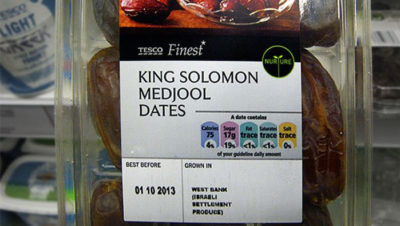 TESCO Finest*
NURTURE
KING SOLOMON
MEDJOOL
DATES
A date contains
Calories Sugar Fat Saturates Salt
75 17g trace trace trace
4% 19% <1% <1% 0%
of your guideline daily amount
BEST BEFORE GROWN IN
01 10 2013 WEST BANK
(ISRAELI
SETTLEMENT
PRODUCE)
LIGHT